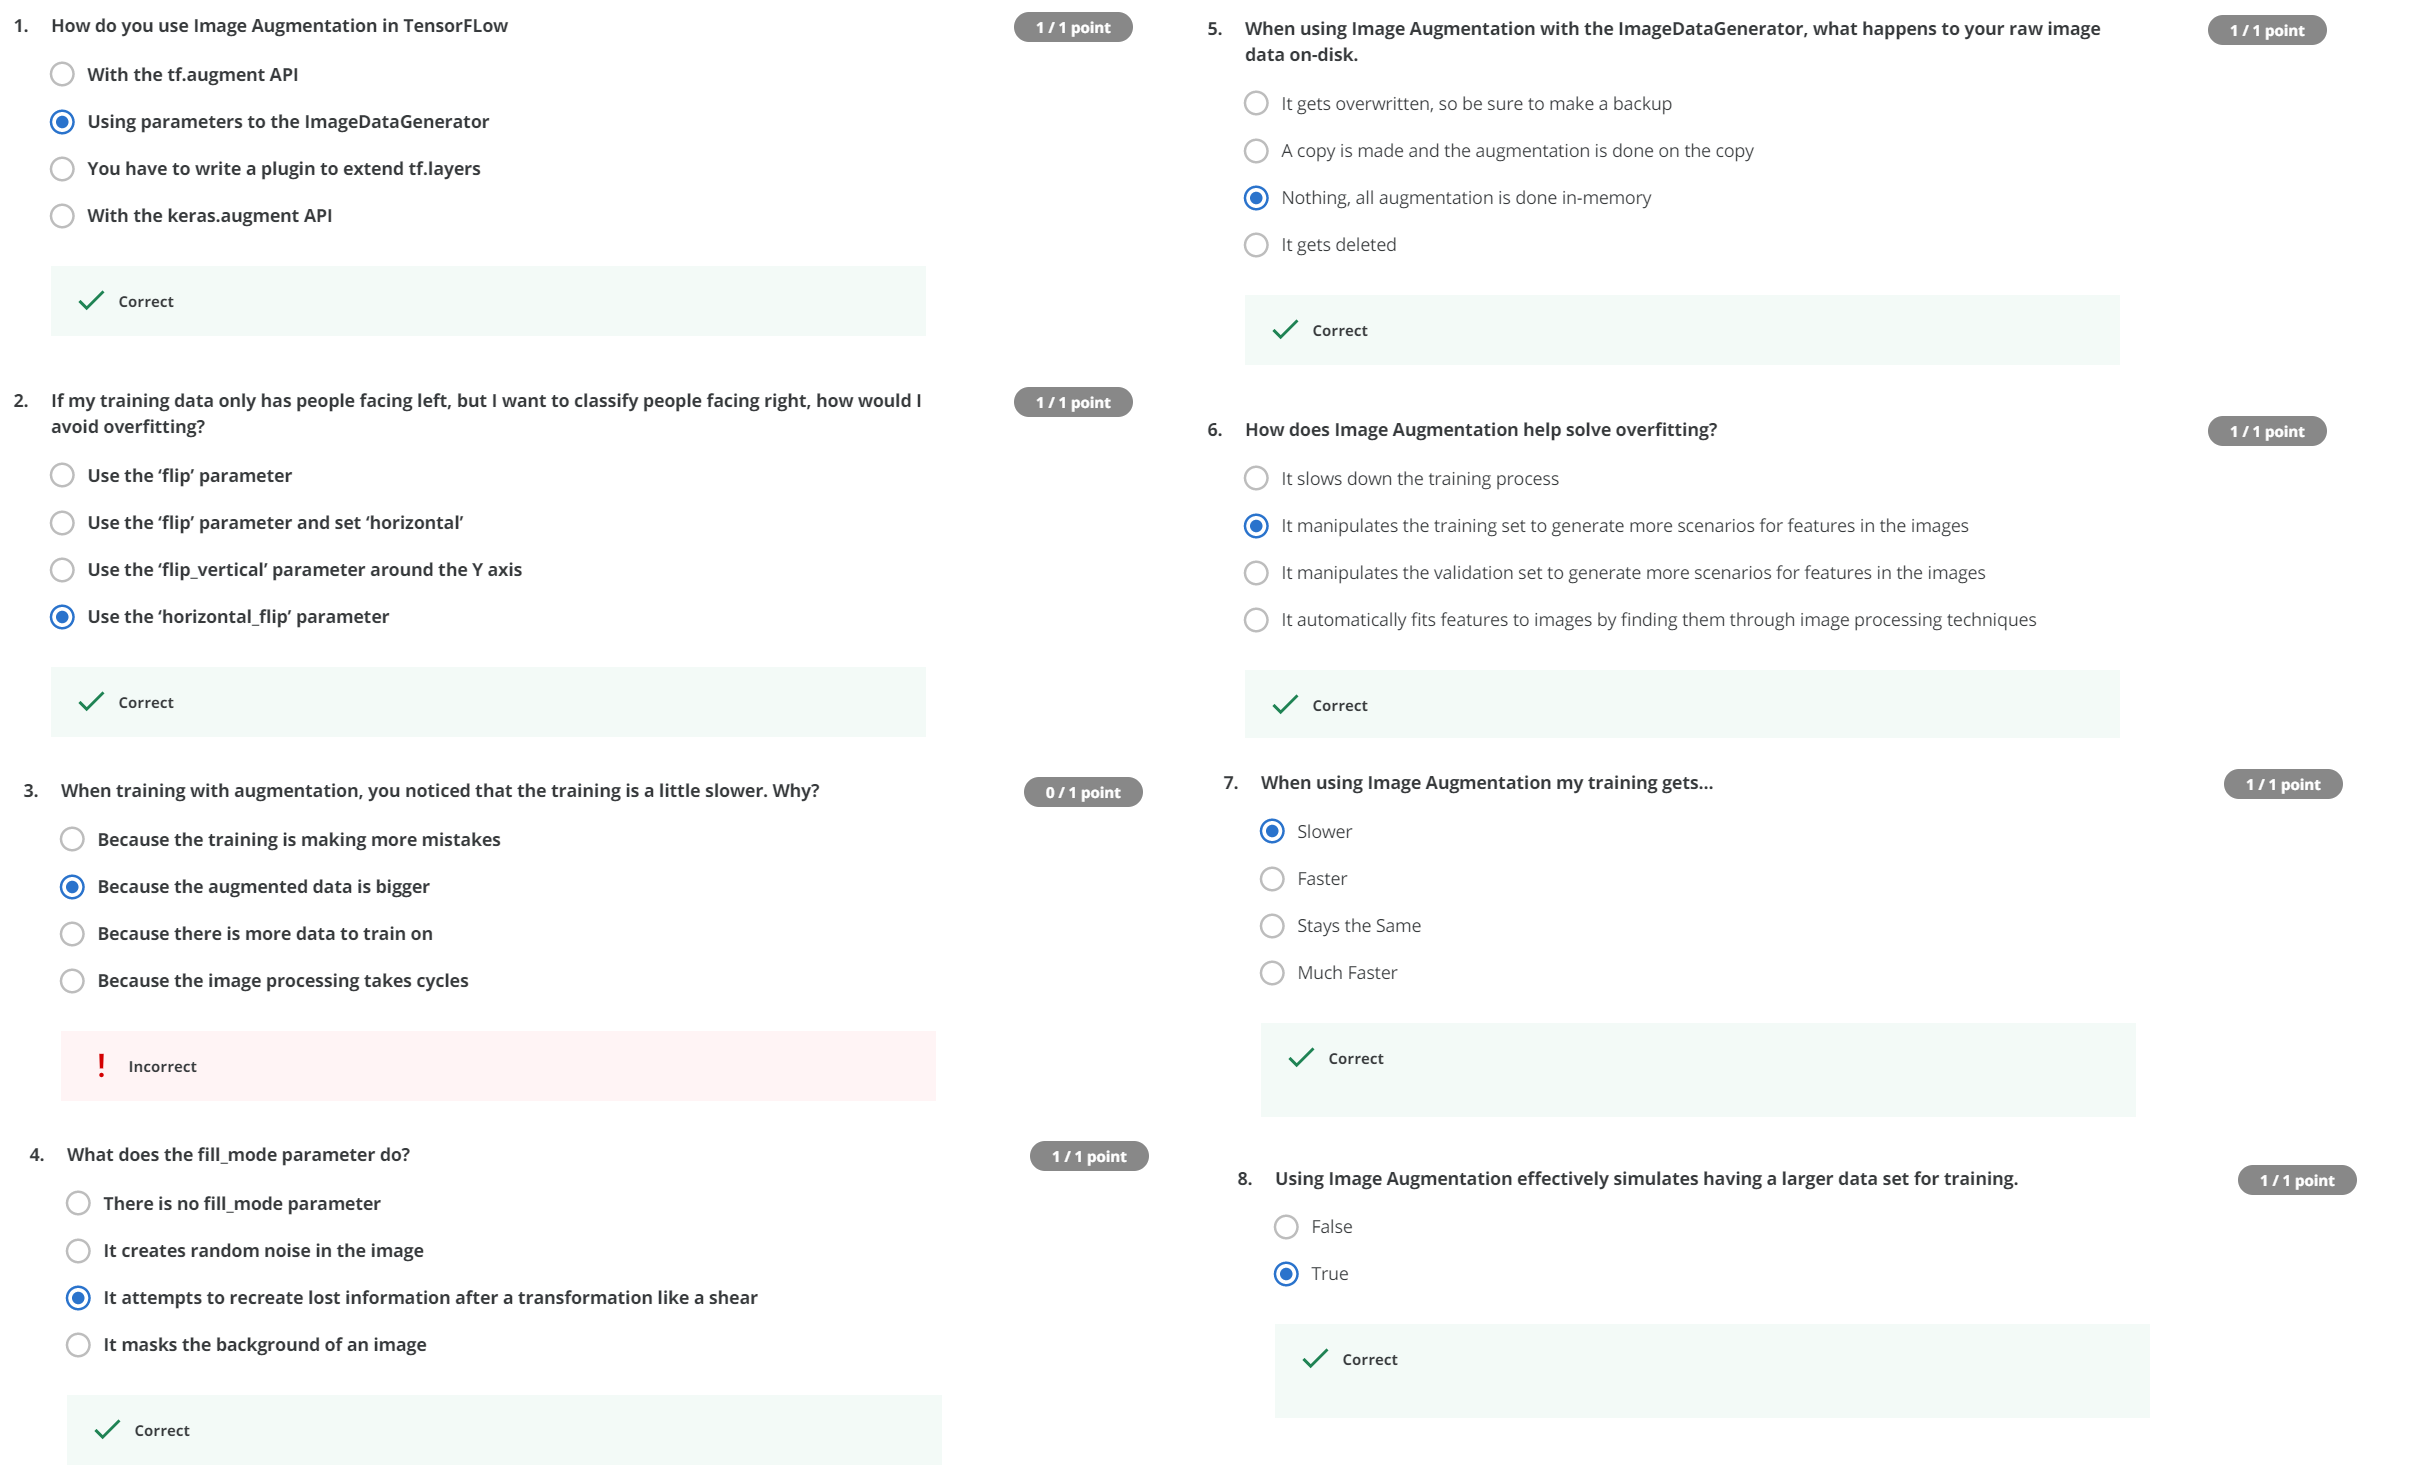 1. How do you use Image Augmentation in TensorFLow
1 / 1 point
With the tf.augment API
Using parameters to the ImageDataGenerator
You have to write a plugin to extend tf.layers
With the keras.augment API
Correct
2. If my training data only has people facing left, but I want to classify people facing right, how would I
avoid overfitting?
1 / 1 point
Use the ‘flip’ parameter
Use the ‘flip’ parameter and set ‘horizontal’
Use the ‘flip_vertical’ parameter around the Y axis
Use the ‘horizontal_flip’ parameter
Correct
3. When training with augmentation, you noticed that the training is a little slower. Why?
0 / 1 point
Because the training is making more mistakes
Because the augmented data is bigger
Because there is more data to train on
Because the image processing takes cycles
! Incorrect
4. What does the fill_mode parameter do?
1 / 1 point
There is no fill_mode parameter
It creates random noise in the image
It attempts to recreate lost information after a transformation like a shear
It masks the background of an image
Correct
5. When using Image Augmentation with the ImageDataGenerator, what happens to your raw image
data on-disk.
1 / 1 point
It gets overwritten, so be sure to make a backup
A copy is made and the augmentation is done on the copy
Nothing, all augmentation is done in-memory
It gets deleted
Correct
6. How does Image Augmentation help solve overfitting?
1 / 1 point
It slows down the training process
It manipulates the training set to generate more scenarios for features in the images
It manipulates the validation set to generate more scenarios for features in the images
It automatically fits features to images by finding them through image processing techniques
Correct
7. When using Image Augmentation my training gets...
1 / 1 point
Slower
Faster
Stays the Same
Much Faster
Correct
8. Using Image Augmentation effectively simulates having a larger data set for training.
1 / 1 point
False
True
Correct